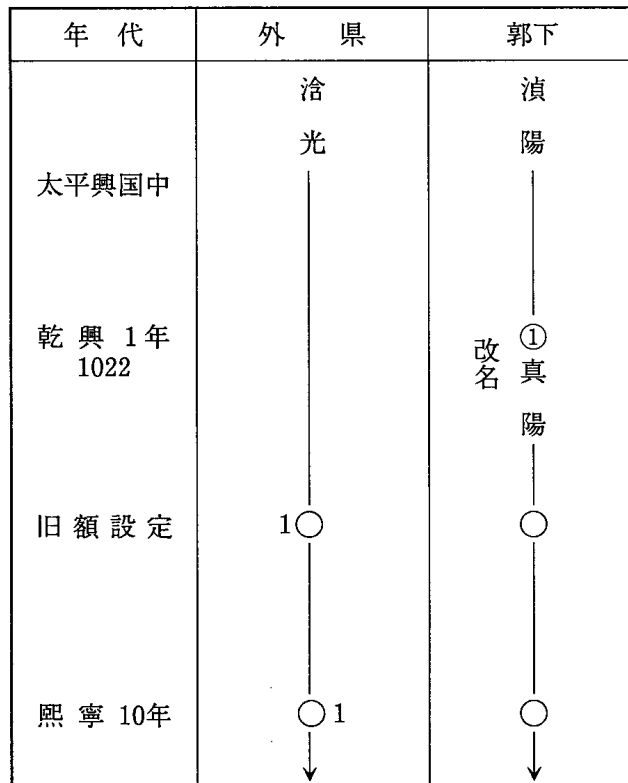 年代 外県 郭下
浛光 湞陽
太平興国中
乾興1年 改名 ①真陽
1022
旧額設定 1○ ○
熙寧10年 ○1 ○